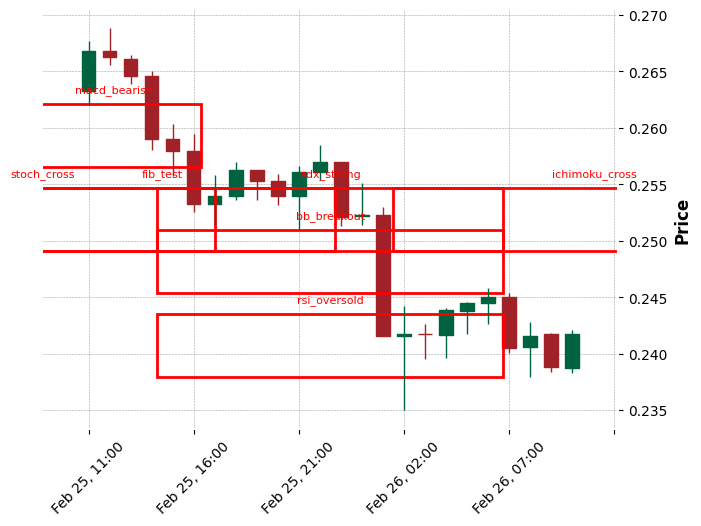 0.270
0.265
macd_bearish
0.260
stoch_cross fib_test adx_strong ichimoku_cross
0.255
bb_breakout
0.250
Price
rsi_oversold
0.245
0.240
0.235
Feb 25, 11:00
Feb 25, 16:00
Feb 25, 21:00
Feb 26, 02:00
Feb 26, 07:00